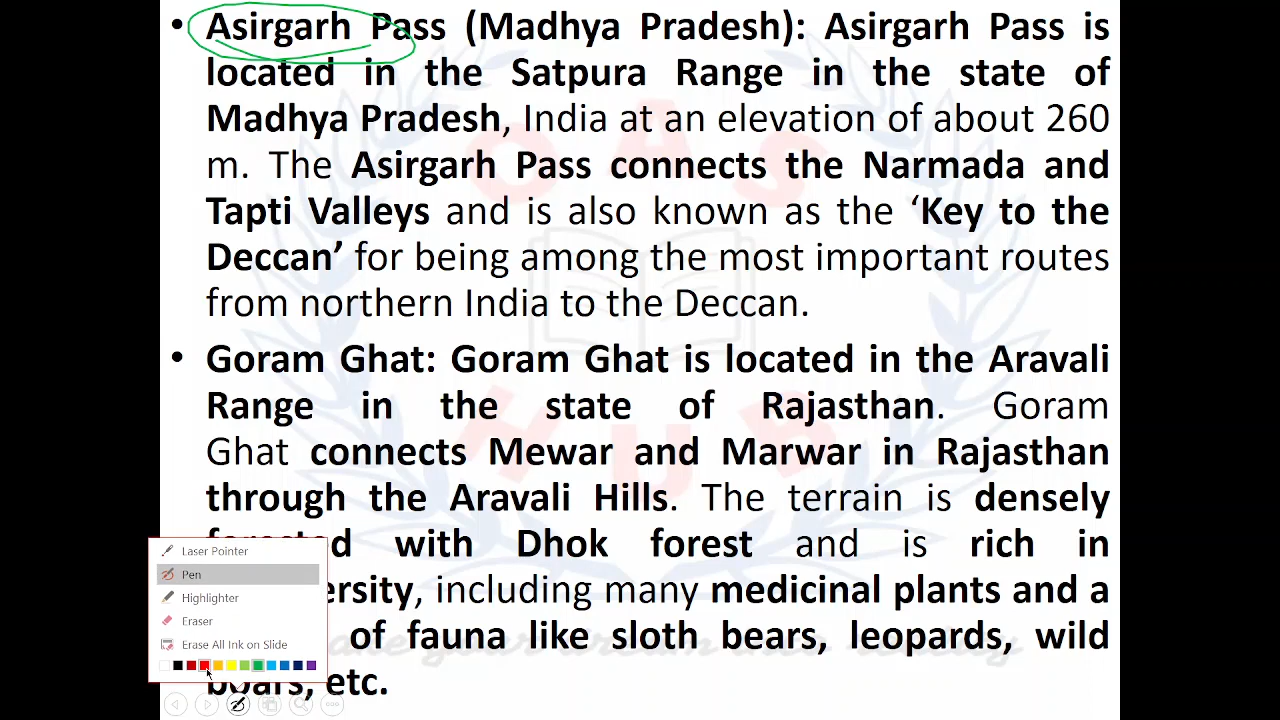 • Asirgarh Pass (Madhya Pradesh): Asirgarh Pass is
located in the Satpura Range in the state of
Madhya Pradesh, India at an elevation of about 260
m. The Asirgarh Pass connects the Narmada and
Tapti Valleys and is also known as the ‘Key to the
Deccan’ for being among the most important routes
from northern India to the Deccan.
• Goram Ghat: Goram Ghat is located in the Aravali
Range in the state of Rajasthan. Goram
Ghat connects Mewar and Marwar in Rajasthan
through the Aravali Hills. The terrain is densely
with Dhok forest and is rich in
including many medicinal plants and a
of fauna like sloth bears, leopards, wild
boars, etc.
Laser Pointer
Pen
Highlighter
Eraser
Erase All Ink on Slide
OAS
HUB